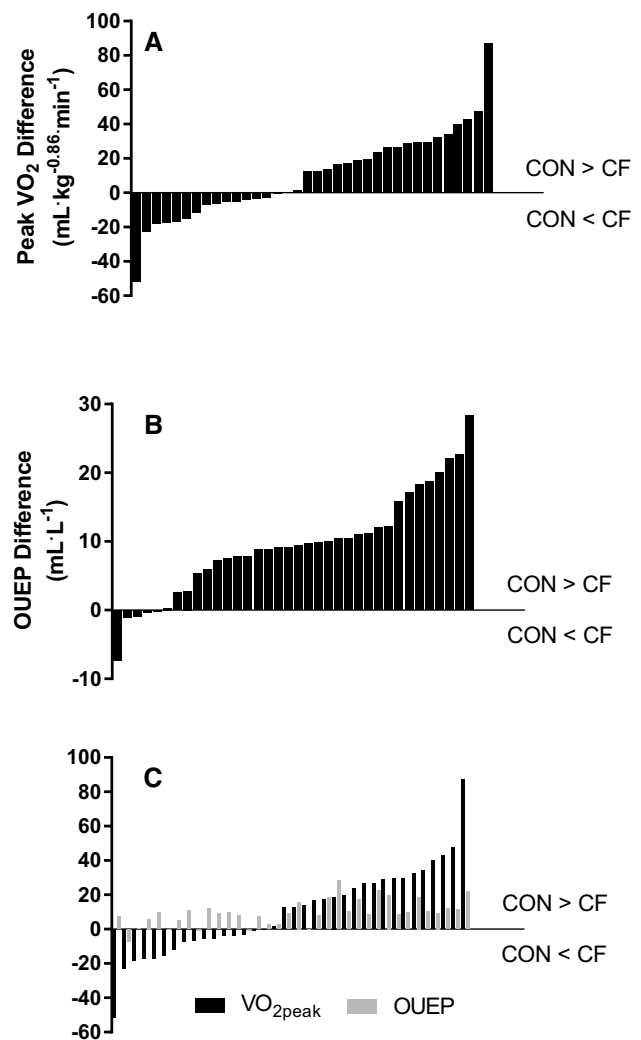 A
Peak VO₂ Difference
(mL·kg⁻⁰·⁸⁶·min⁻¹)
100
80
60
40
20
0
-20
-40
-60
CON > CF
CON < CF
B
OUEP Difference
(mL·L⁻¹)
30
20
10
0
-10
CON > CF
CON < CF
C
100
80
60
40
20
0
-20
-40
-60
CON > CF
CON < CF
VO₂peak OUEP